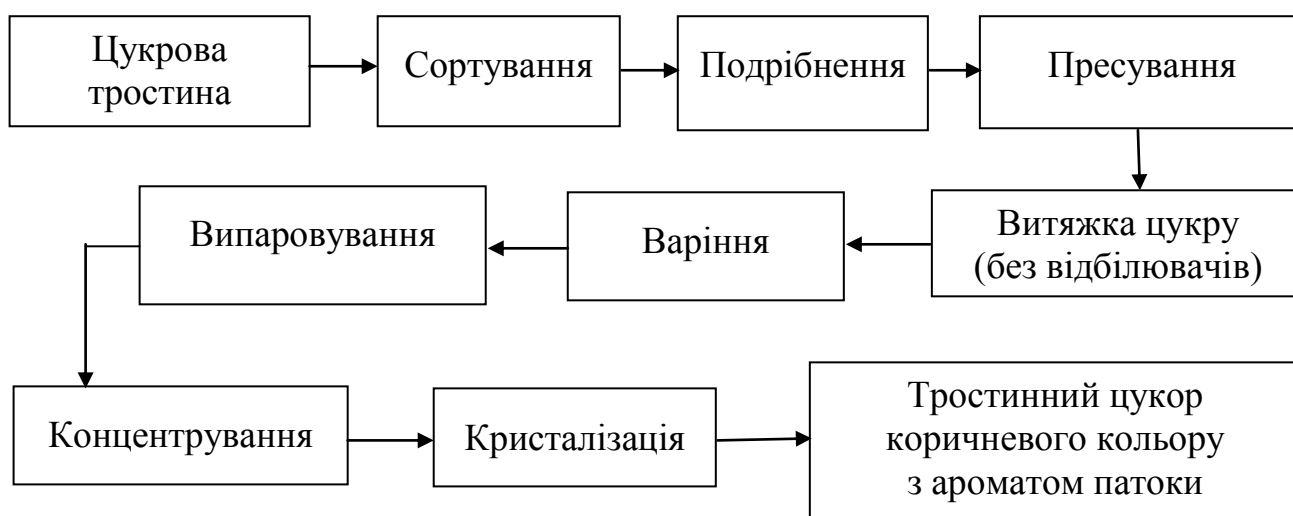 Цукрова
тростина
Сортування
Подрібнення
Пресування
Витяжка цукру
(без відбілювачів)
Варіння
Випаровування
Концентрування
Кристалізація
Тростинний цукор
коричневого кольору
з ароматом патоки